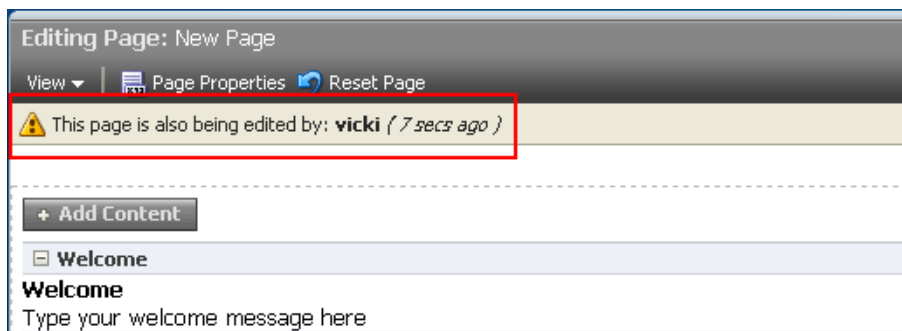 Editing Page: New Page
View Page Properties Reset Page
This page is also being edited by: vicki ( 7 secs ago )
+ Add Content
Welcome
Welcome
Type your welcome message here